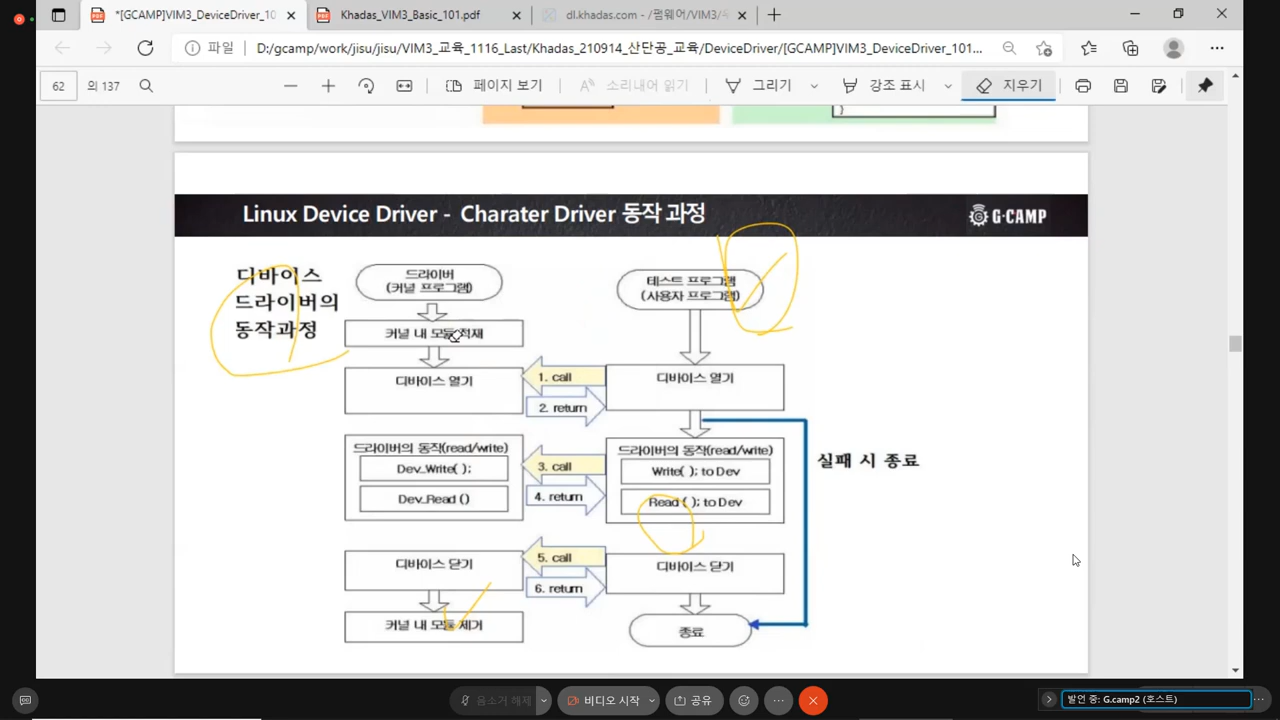 *[GCAMP]VIM3_DeviceDriver_10
Khadas_VIM3_Basic_101.pdf
dl.khadas.com - /펌웨어/VIM3/
파일
D:/gcamp/work/jisu/jisu/VIM3_교육_1116_Last/Khadas_210914_산단공_교육/DeviceDriver/[GCAMP]VIM3_DeviceDriver_101...
62
의 137
페이지 보기
소리내어 읽기
그리기
강조 표시
지우기
}
Linux Device Driver - Charater Driver 동작 과정
G·CAMP
디바이스
드라이버의
동작과정
드라이버
(커널 프로그램)
커널 내 모듈 적재
디바이스 열기
드라이버의 동작(read/write)
Dev_Write( );
Dev_Read ()
디바이스 닫기
커널 내 모듈 제거
1. call
2. return
3. call
4. return
5. call
6. return
테스트 프로그램
(사용자 프로그램)
디바이스 열기
드라이버의 동작(read/write)
Write( ); to Dev
Read ( ); to Dev
디바이스 닫기
종료
실패 시 종료
음소거 해제
비디오 시작
공유
발언 중: G.camp2 (호스트)